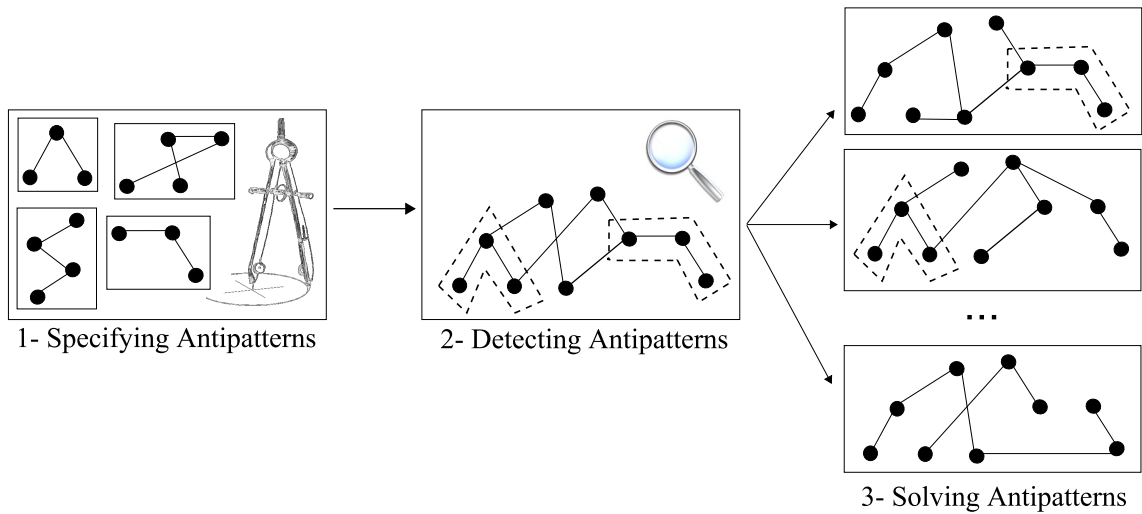 1- Specifying Antipatterns
2- Detecting Antipatterns
...
3- Solving Antipatterns